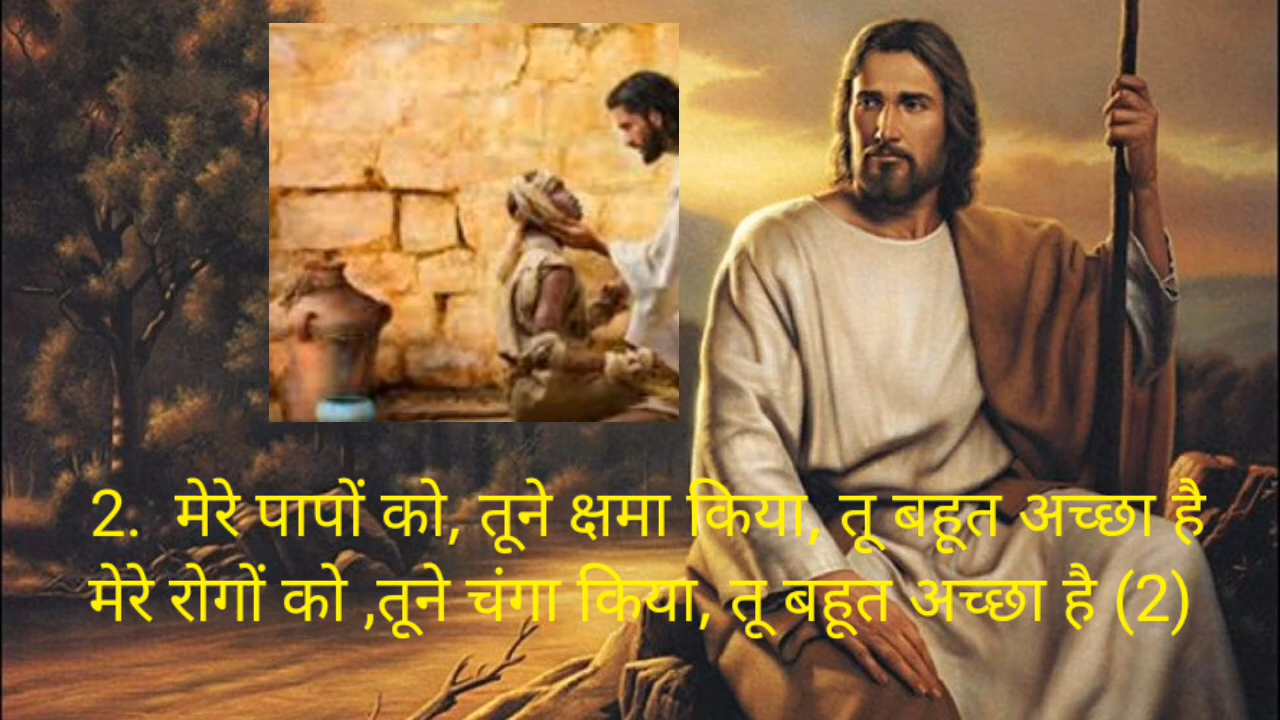 2. मेरे पापों को, तूने क्षमा किया, तू बहूत अच्छा है
मेरे रोगों को ,तूने चंगा किया, तू बहूत अच्छा है (2)